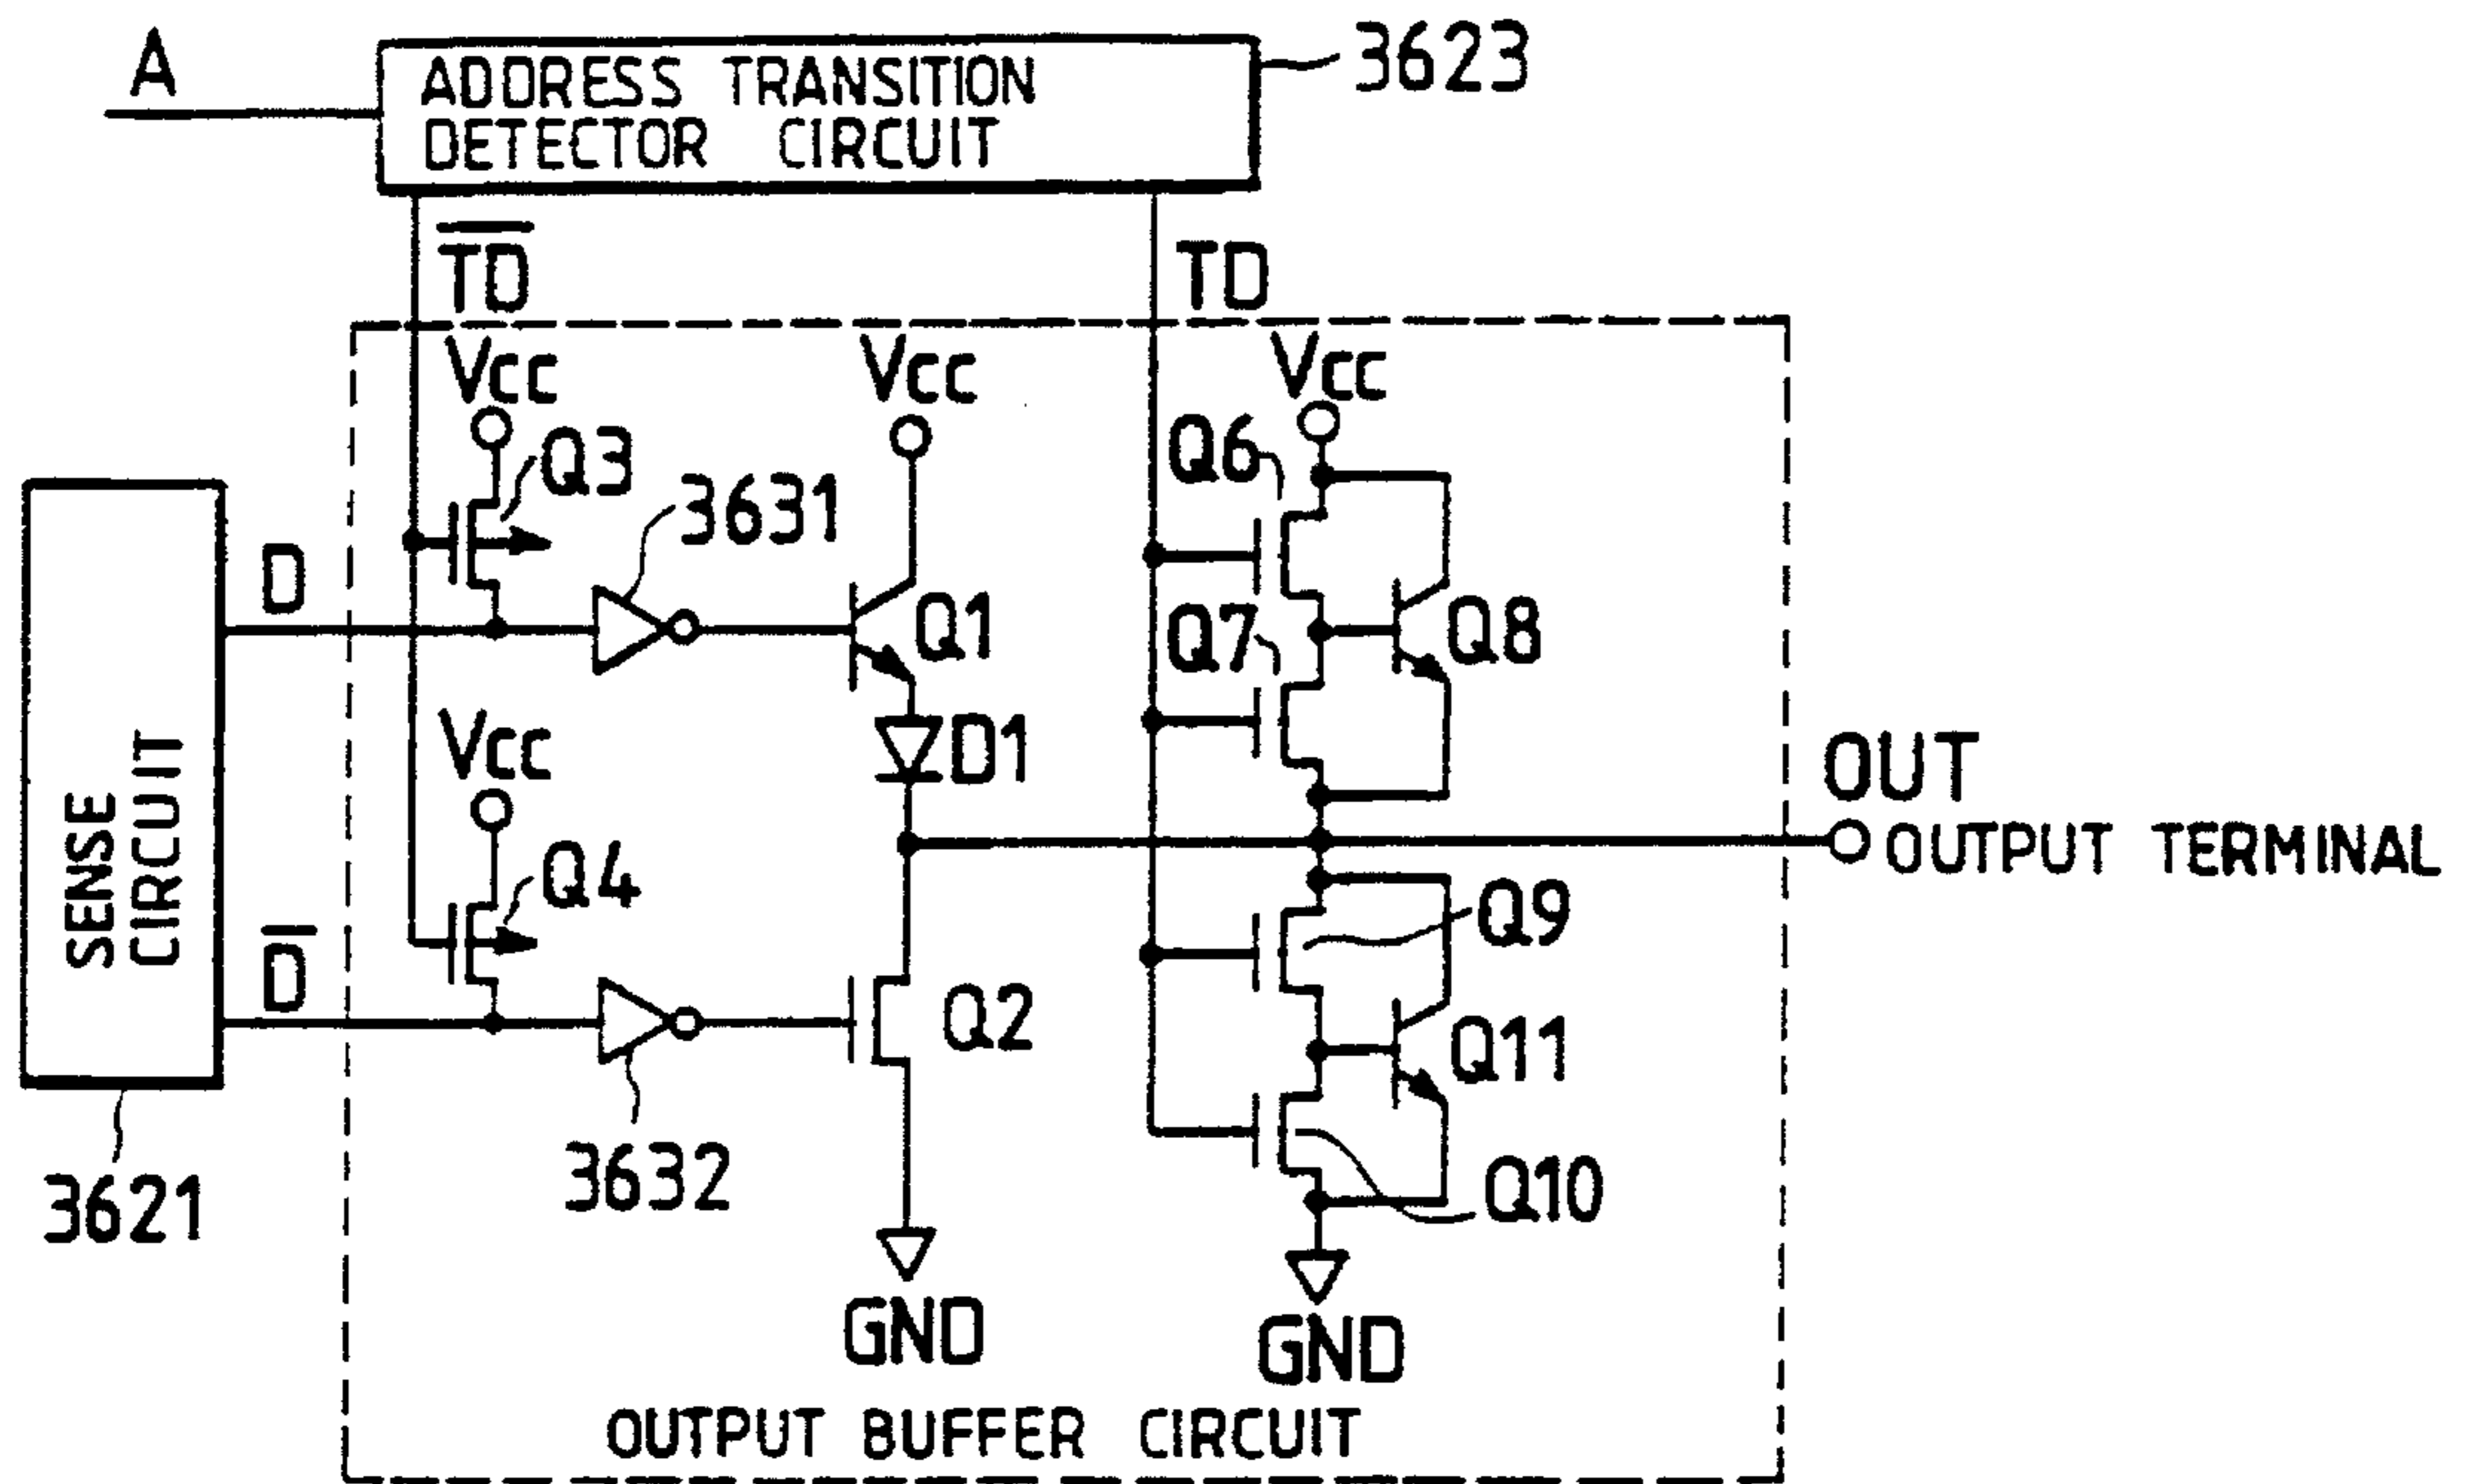 A
ADDRESS TRANSITION
DETECTOR CIRCUIT
3623
T̅D̅
TD
Vcc
Vcc
Vcc
Q3
Q6
3631
D
Q1
Q7
Q8
Vcc
D1
OUT
OUTPUT TERMINAL
SENSE
CIRCUIT
Q4
Q9
D̅
Q2
Q11
3621
3632
Q10
GND
GND
OUTPUT BUFFER CIRCUIT